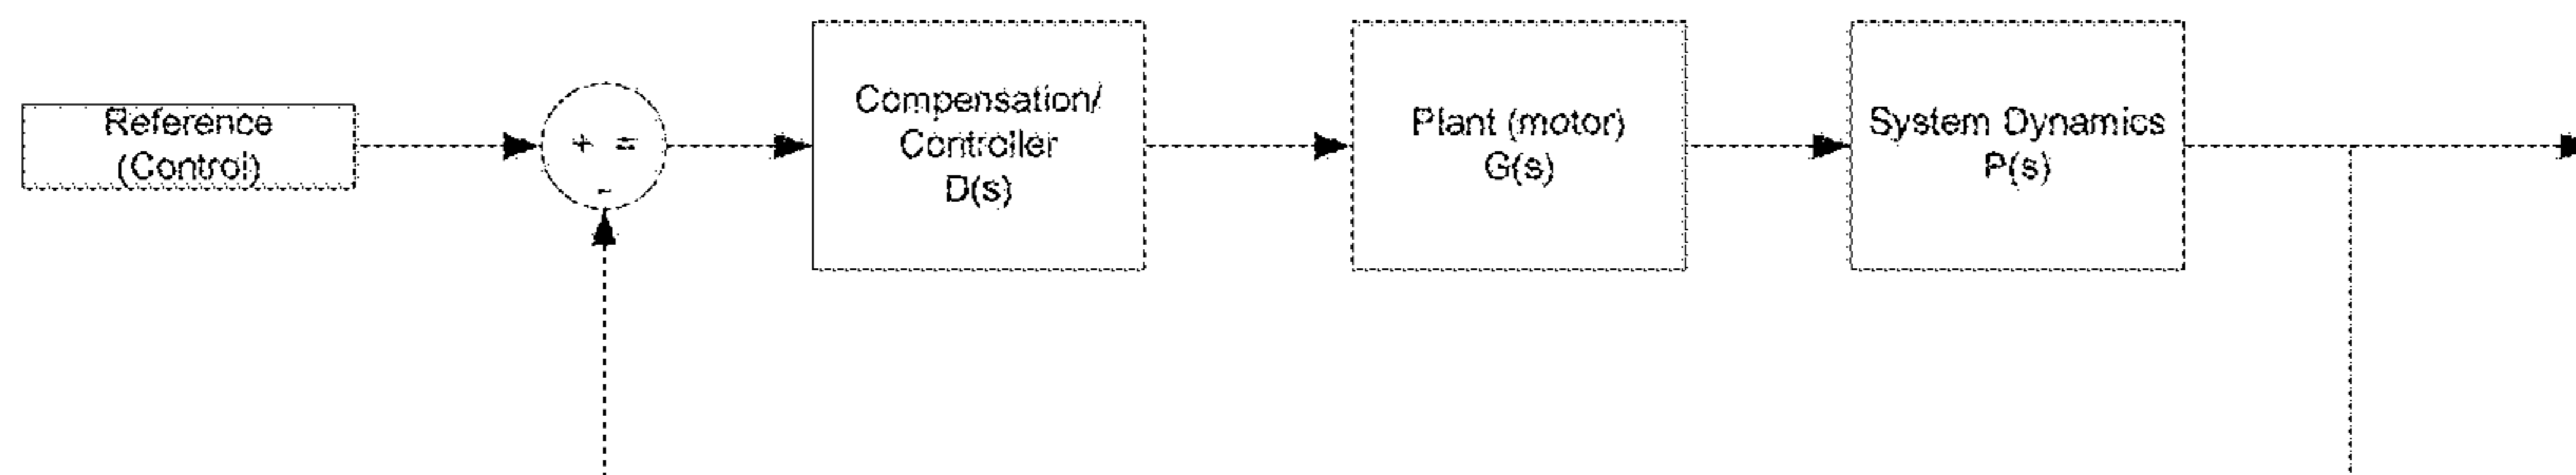 Reference
(Control)
+ =
-
Compensation/
Controller
D(s)
Plant (motor)
G(s)
System Dynamics
P(s)